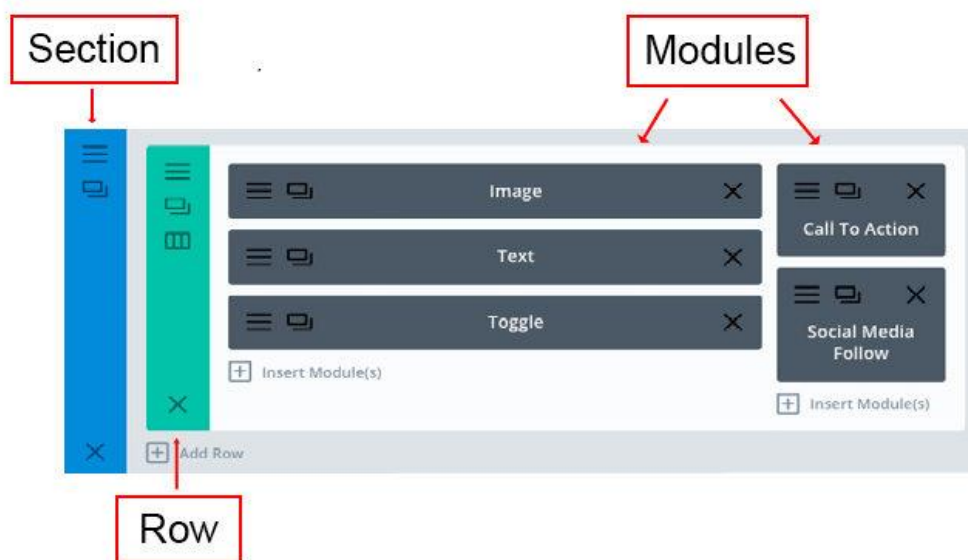 Section
Modules
Image
Text
Toggle
Insert Module(s)
Call To Action
Social Media
Follow
Insert Module(s)
Add Row
Row